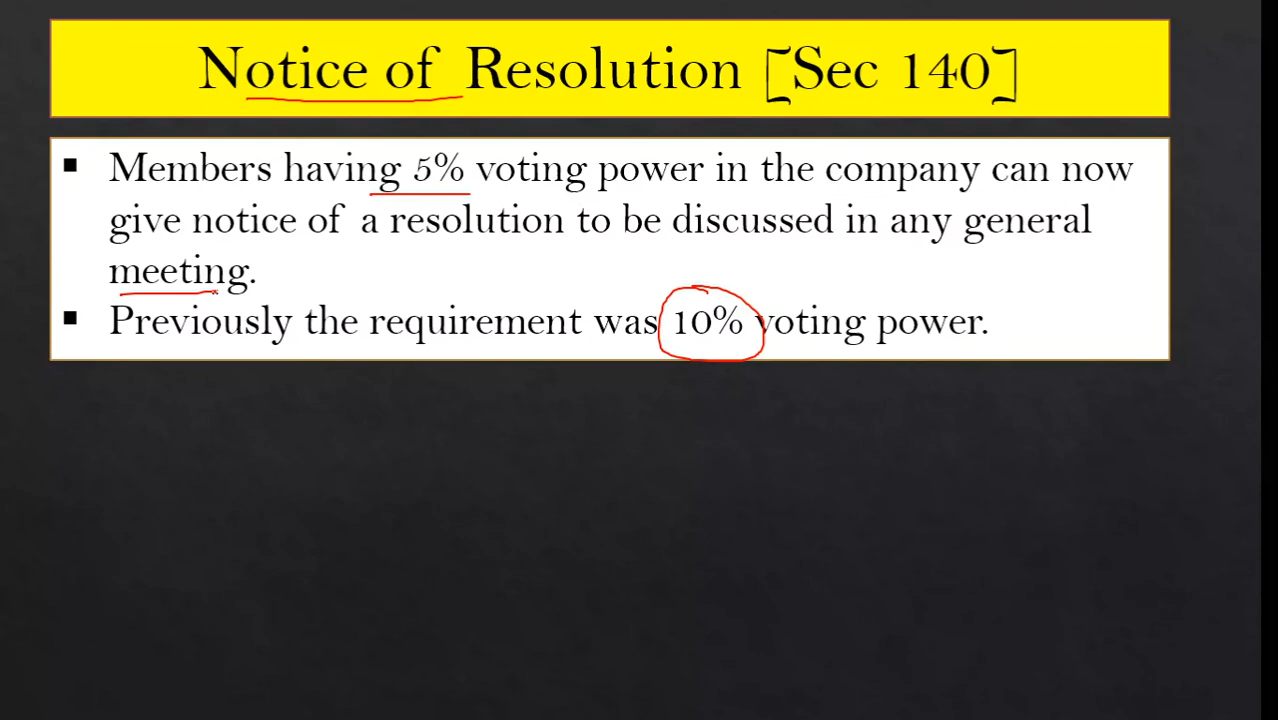 Notice of Resolution [Sec 140]
▪ Members having 5% voting power in the company can now
give notice of a resolution to be discussed in any general
meeting.
▪ Previously the requirement was 10% voting power.